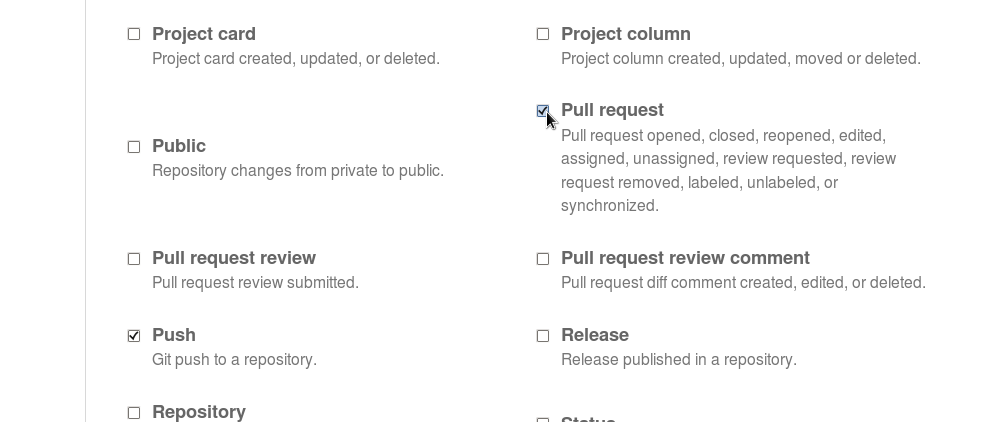 Project card
Project card created, updated, or deleted.
Project column
Project column created, updated, moved or deleted.
Public
Repository changes from private to public.
Pull request
Pull request opened, closed, reopened, edited,
assigned, unassigned, review requested, review
request removed, labeled, unlabeled, or
synchronized.
Pull request review
Pull request review submitted.
Pull request review comment
Pull request diff comment created, edited, or deleted.
Push
Git push to a repository.
Release
Release published in a repository.
Repository
Status